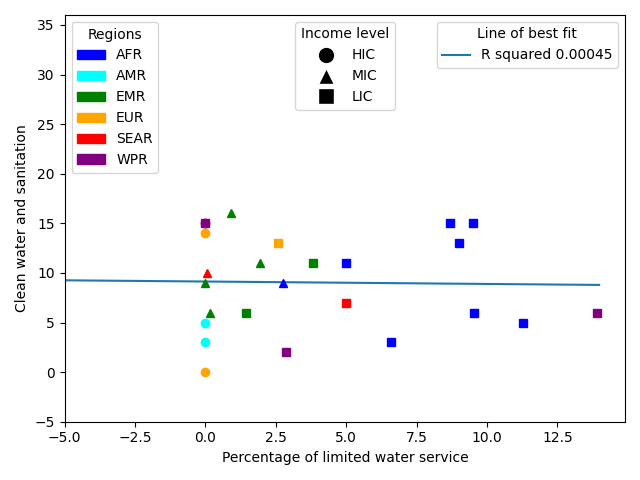 Regions
AFR
AMR
EMR
EUR
SEAR
WPR
Income level
HIC
MIC
LIC
Line of best fit
R squared 0.00045
Clean water and sanitation
35
30
25
20
15
10
5
0
−5
−5.0 −2.5 0.0 2.5 5.0 7.5 10.0 12.5
Percentage of limited water service